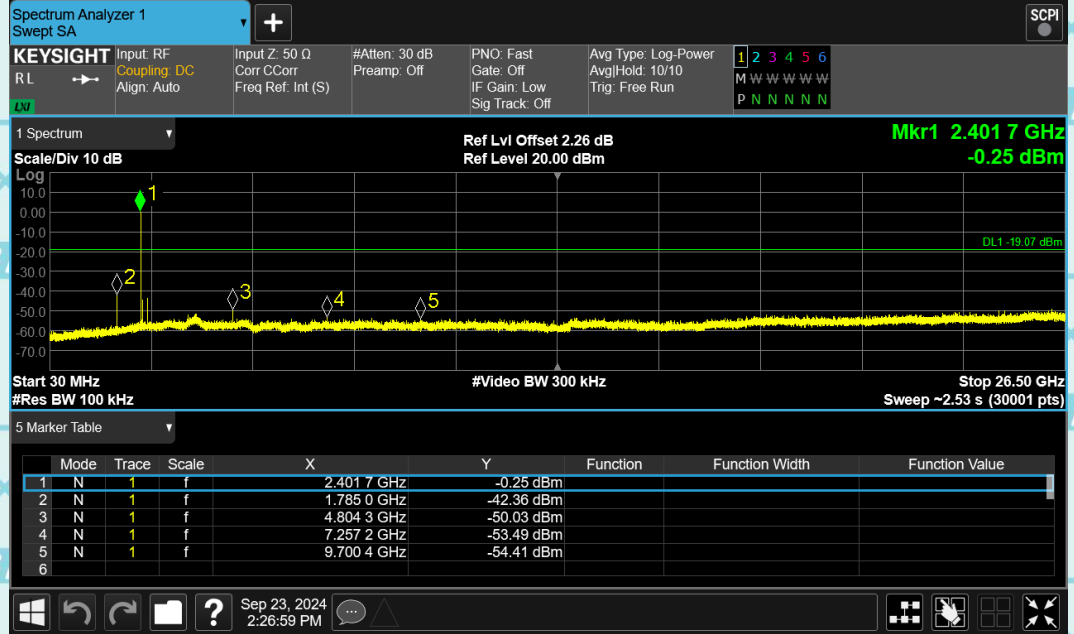 Spectrum Analyzer 1
Swept SA
+
SCPI
KEYSIGHT
RL
LXI
Input: RF
Coupling: DC
Align: Auto
Input Z: 50 Ω
Corr CCorr
Freq Ref: Int (S)
#Atten: 30 dB
Preamp: Off
PNO: Fast
Gate: Off
IF Gain: Low
Sig Track: Off
Avg Type: Log-Power
Avg|Hold: 10/10
Trig: Free Run
1 2 3 4 5 6
M W W W W W
P N N N N N
1 Spectrum
Scale/Div 10 dB
Ref Lvl Offset 2.26 dB
Ref Level 20.00 dBm
Mkr1 2.401 7 GHz
-0.25 dBm
Log
10.0
0.00
-10.0
-20.0
-30.0
-40.0
-50.0
-60.0
-70.0
1
2
3
4
5
DL1 -19.07 dBm
Start 30 MHz
#Video BW 300 kHz
Stop 26.50 GHz
#Res BW 100 kHz
Sweep ~2.53 s (30001 pts)
5 Marker Table
Mode Trace Scale X Y Function Function Width Function Value
1 N 1 f 2.401 7 GHz -0.25 dBm
2 N 1 f 1.785 0 GHz -42.36 dBm
3 N 1 f 4.804 3 GHz -50.03 dBm
4 N 1 f 7.257 2 GHz -53.49 dBm
5 N 1 f 9.700 4 GHz -54.41 dBm
6
?
Sep 23, 2024
2:26:59 PM